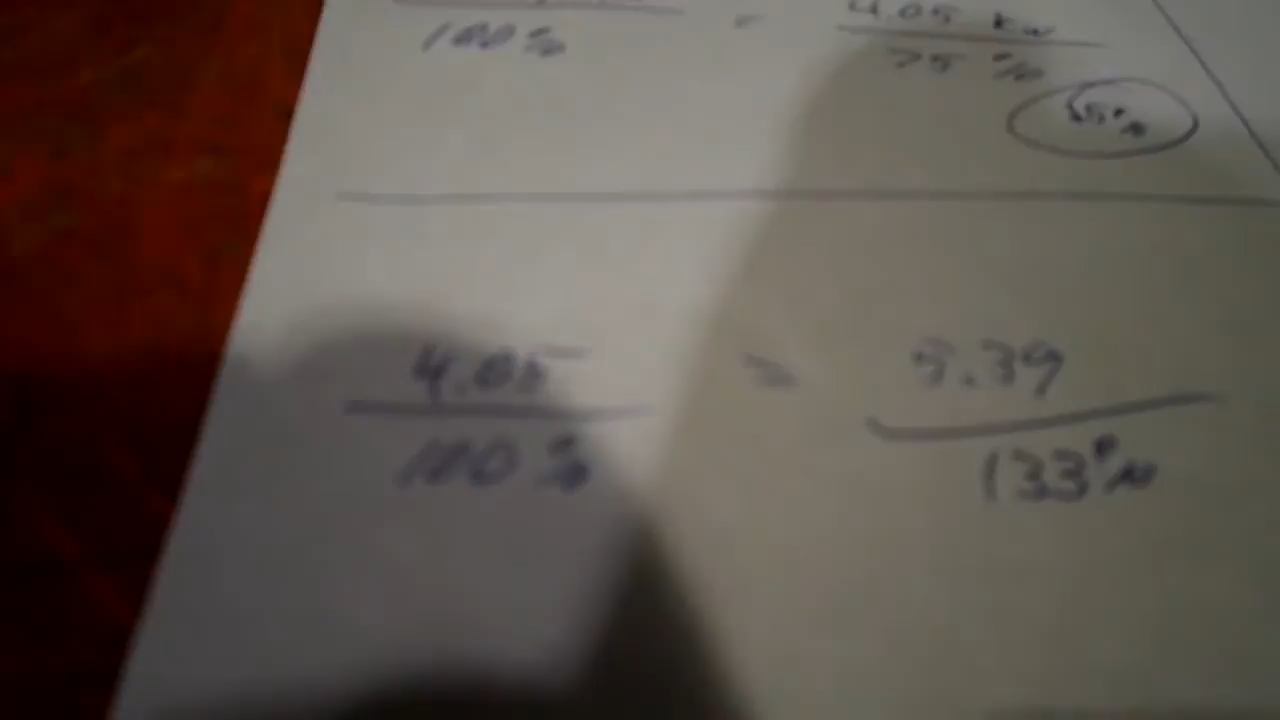 100% = 4.05 kW
75%
4.05 = 5.39
100% 133%